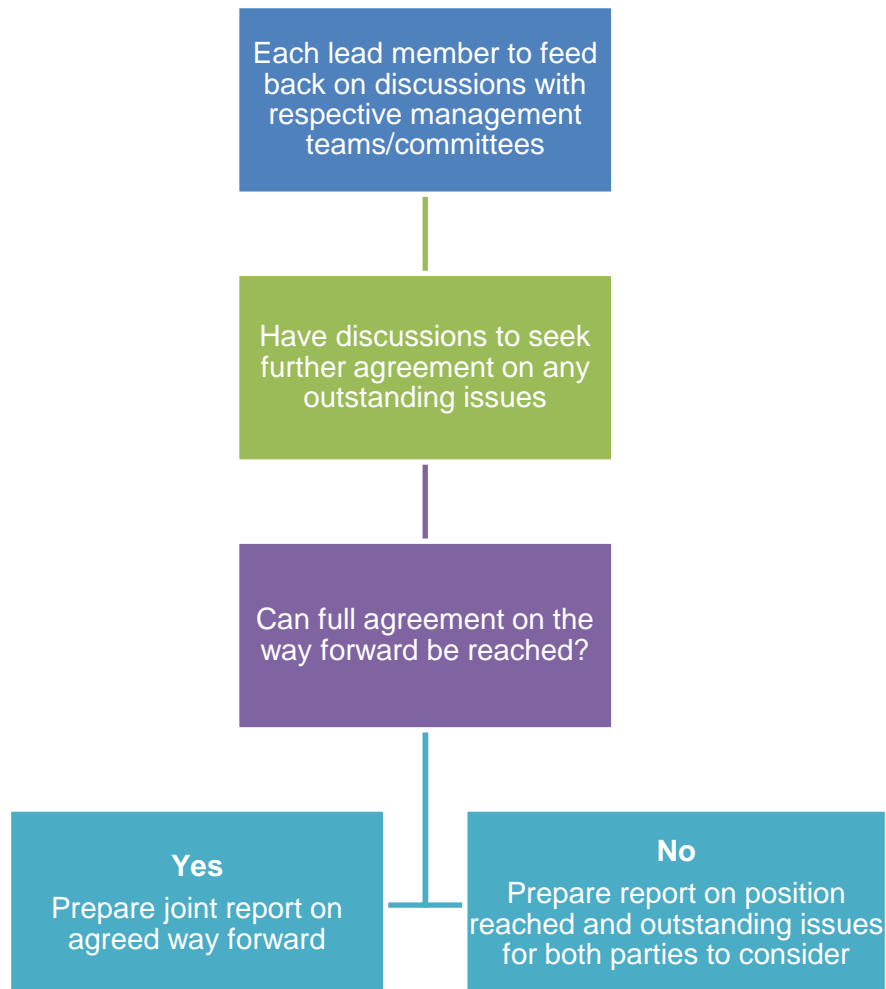 Each lead member to feed
back on discussions with
respective management
teams/committees
Have discussions to seek
further agreement on any
outstanding issues
Can full agreement on the
way forward be reached?
Yes
Prepare joint report on
agreed way forward
No
Prepare report on position
reached and outstanding issues
for both parties to consider